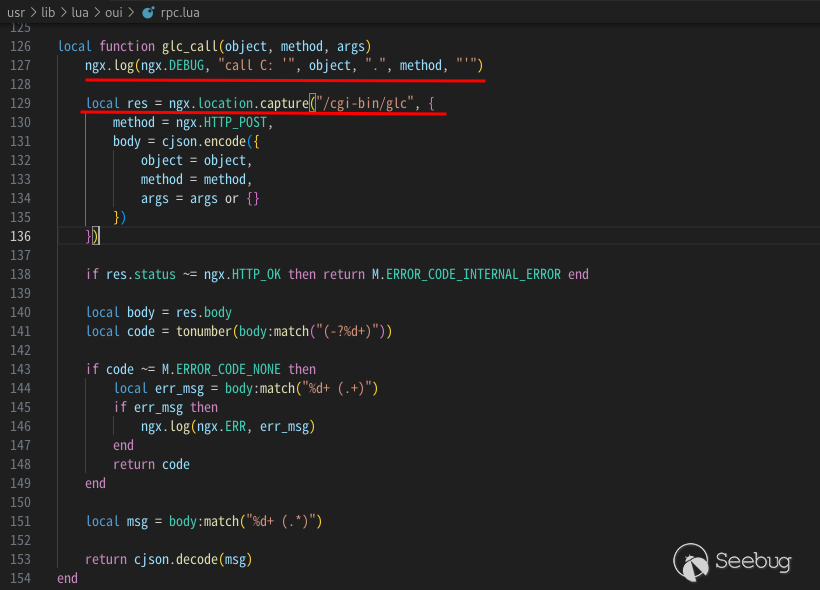 usr > lib > lua > oui > rpc.lua
125
126 local function glc_call(object, method, args)
127 ngx.log(ngx.DEBUG, "call C: '", object, ".", method, "'")
128
129 local res = ngx.location.capture("/cgi-bin/glc", {
130 method = ngx.HTTP_POST,
131 body = cjson.encode({
132 object = object,
133 method = method,
134 args = args or {}
135 })
136 })
137
138 if res.status ~= ngx.HTTP_OK then return M.ERROR_CODE_INTERNAL_ERROR end
139
140 local body = res.body
141 local code = tonumber(body:match("(-?%d+)"))
142
143 if code ~= M.ERROR_CODE_NONE then
144 local err_msg = body:match("%d+ (.+)")
145 if err_msg then
146 ngx.log(ngx.ERR, err_msg)
147 end
148 return code
149 end
150
151 local msg = body:match("%d+ (.*)")
152
153 return cjson.decode(msg)
154 end
Seebug